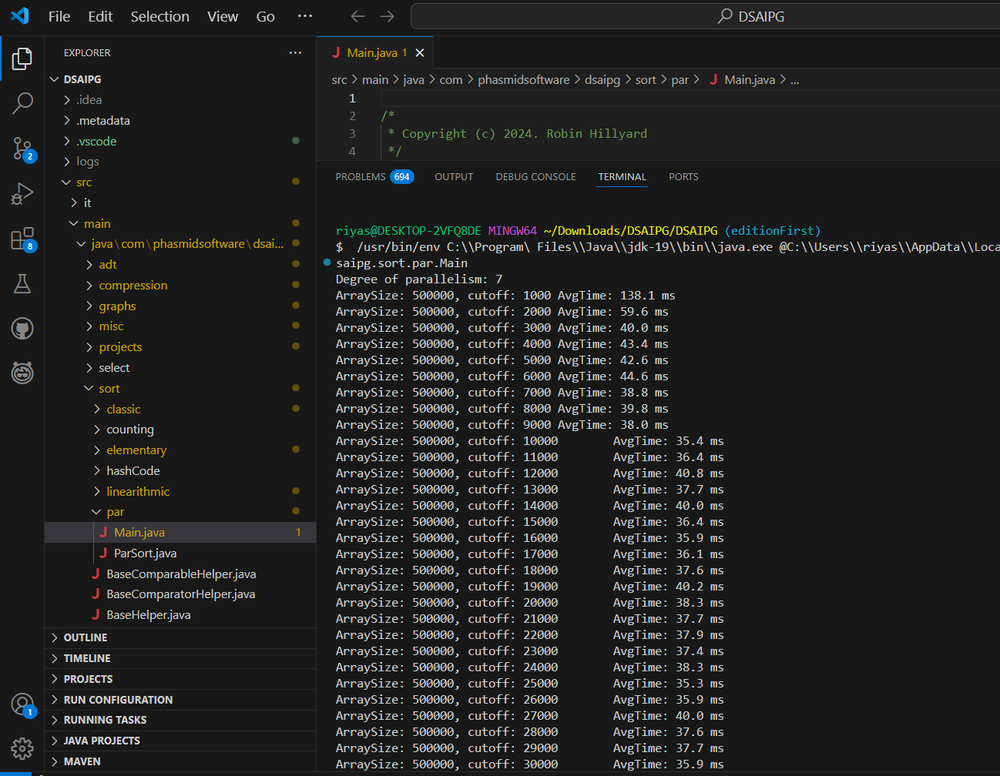 File Edit Selection View Go ···
DSAIPG
EXPLORER ···
DSAIPG
.idea
.metadata
.vscode
logs
src
it
main
java\com\phasmidsoftware\dsai...
adt
compression
graphs
misc
projects
select
sort
classic
counting
elementary
hashCode
linearithmic
par
J Main.java 1
J ParSort.java
J BaseComparableHelper.java
J BaseComparatorHelper.java
J BaseHelper.java
OUTLINE
TIMELINE
PROJECTS
RUN CONFIGURATION
RUNNING TASKS
JAVA PROJECTS
MAVEN
2
8
1
J Main.java 1
src > main > java > com > phasmidsoftware > dsaipg > sort > par > J Main.java > ...
1
2 /*
3 * Copyright (c) 2024. Robin Hillyard
4 */
PROBLEMS 694 OUTPUT DEBUG CONSOLE TERMINAL PORTS
riyas@DESKTOP-2VFQ8DE MINGW64 ~/Downloads/DSAIPG/DSAIPG (editionFirst)
$ /usr/bin/env C:\\Program\ Files\\Java\\jdk-19\\bin\\java.exe @C:\\Users\\riyas\\AppData\\Loca
saipg.sort.par.Main
Degree of parallelism: 7
ArraySize: 500000, cutoff: 1000 AvgTime: 138.1 ms
ArraySize: 500000, cutoff: 2000 AvgTime: 59.6 ms
ArraySize: 500000, cutoff: 3000 AvgTime: 40.0 ms
ArraySize: 500000, cutoff: 4000 AvgTime: 43.4 ms
ArraySize: 500000, cutoff: 5000 AvgTime: 42.6 ms
ArraySize: 500000, cutoff: 6000 AvgTime: 44.6 ms
ArraySize: 500000, cutoff: 7000 AvgTime: 38.8 ms
ArraySize: 500000, cutoff: 8000 AvgTime: 39.8 ms
ArraySize: 500000, cutoff: 9000 AvgTime: 38.0 ms
ArraySize: 500000, cutoff: 10000 AvgTime: 35.4 ms
ArraySize: 500000, cutoff: 11000 AvgTime: 36.4 ms
ArraySize: 500000, cutoff: 12000 AvgTime: 40.8 ms
ArraySize: 500000, cutoff: 13000 AvgTime: 37.7 ms
ArraySize: 500000, cutoff: 14000 AvgTime: 40.0 ms
ArraySize: 500000, cutoff: 15000 AvgTime: 36.4 ms
ArraySize: 500000, cutoff: 16000 AvgTime: 35.9 ms
ArraySize: 500000, cutoff: 17000 AvgTime: 36.1 ms
ArraySize: 500000, cutoff: 18000 AvgTime: 37.6 ms
ArraySize: 500000, cutoff: 19000 AvgTime: 40.2 ms
ArraySize: 500000, cutoff: 20000 AvgTime: 38.3 ms
ArraySize: 500000, cutoff: 21000 AvgTime: 37.7 ms
ArraySize: 500000, cutoff: 22000 AvgTime: 37.9 ms
ArraySize: 500000, cutoff: 23000 AvgTime: 37.4 ms
ArraySize: 500000, cutoff: 24000 AvgTime: 38.3 ms
ArraySize: 500000, cutoff: 25000 AvgTime: 35.3 ms
ArraySize: 500000, cutoff: 26000 AvgTime: 35.9 ms
ArraySize: 500000, cutoff: 27000 AvgTime: 40.0 ms
ArraySize: 500000, cutoff: 28000 AvgTime: 37.6 ms
ArraySize: 500000, cutoff: 29000 AvgTime: 37.7 ms
ArraySize: 500000, cutoff: 30000 AvgTime: 35.9 ms